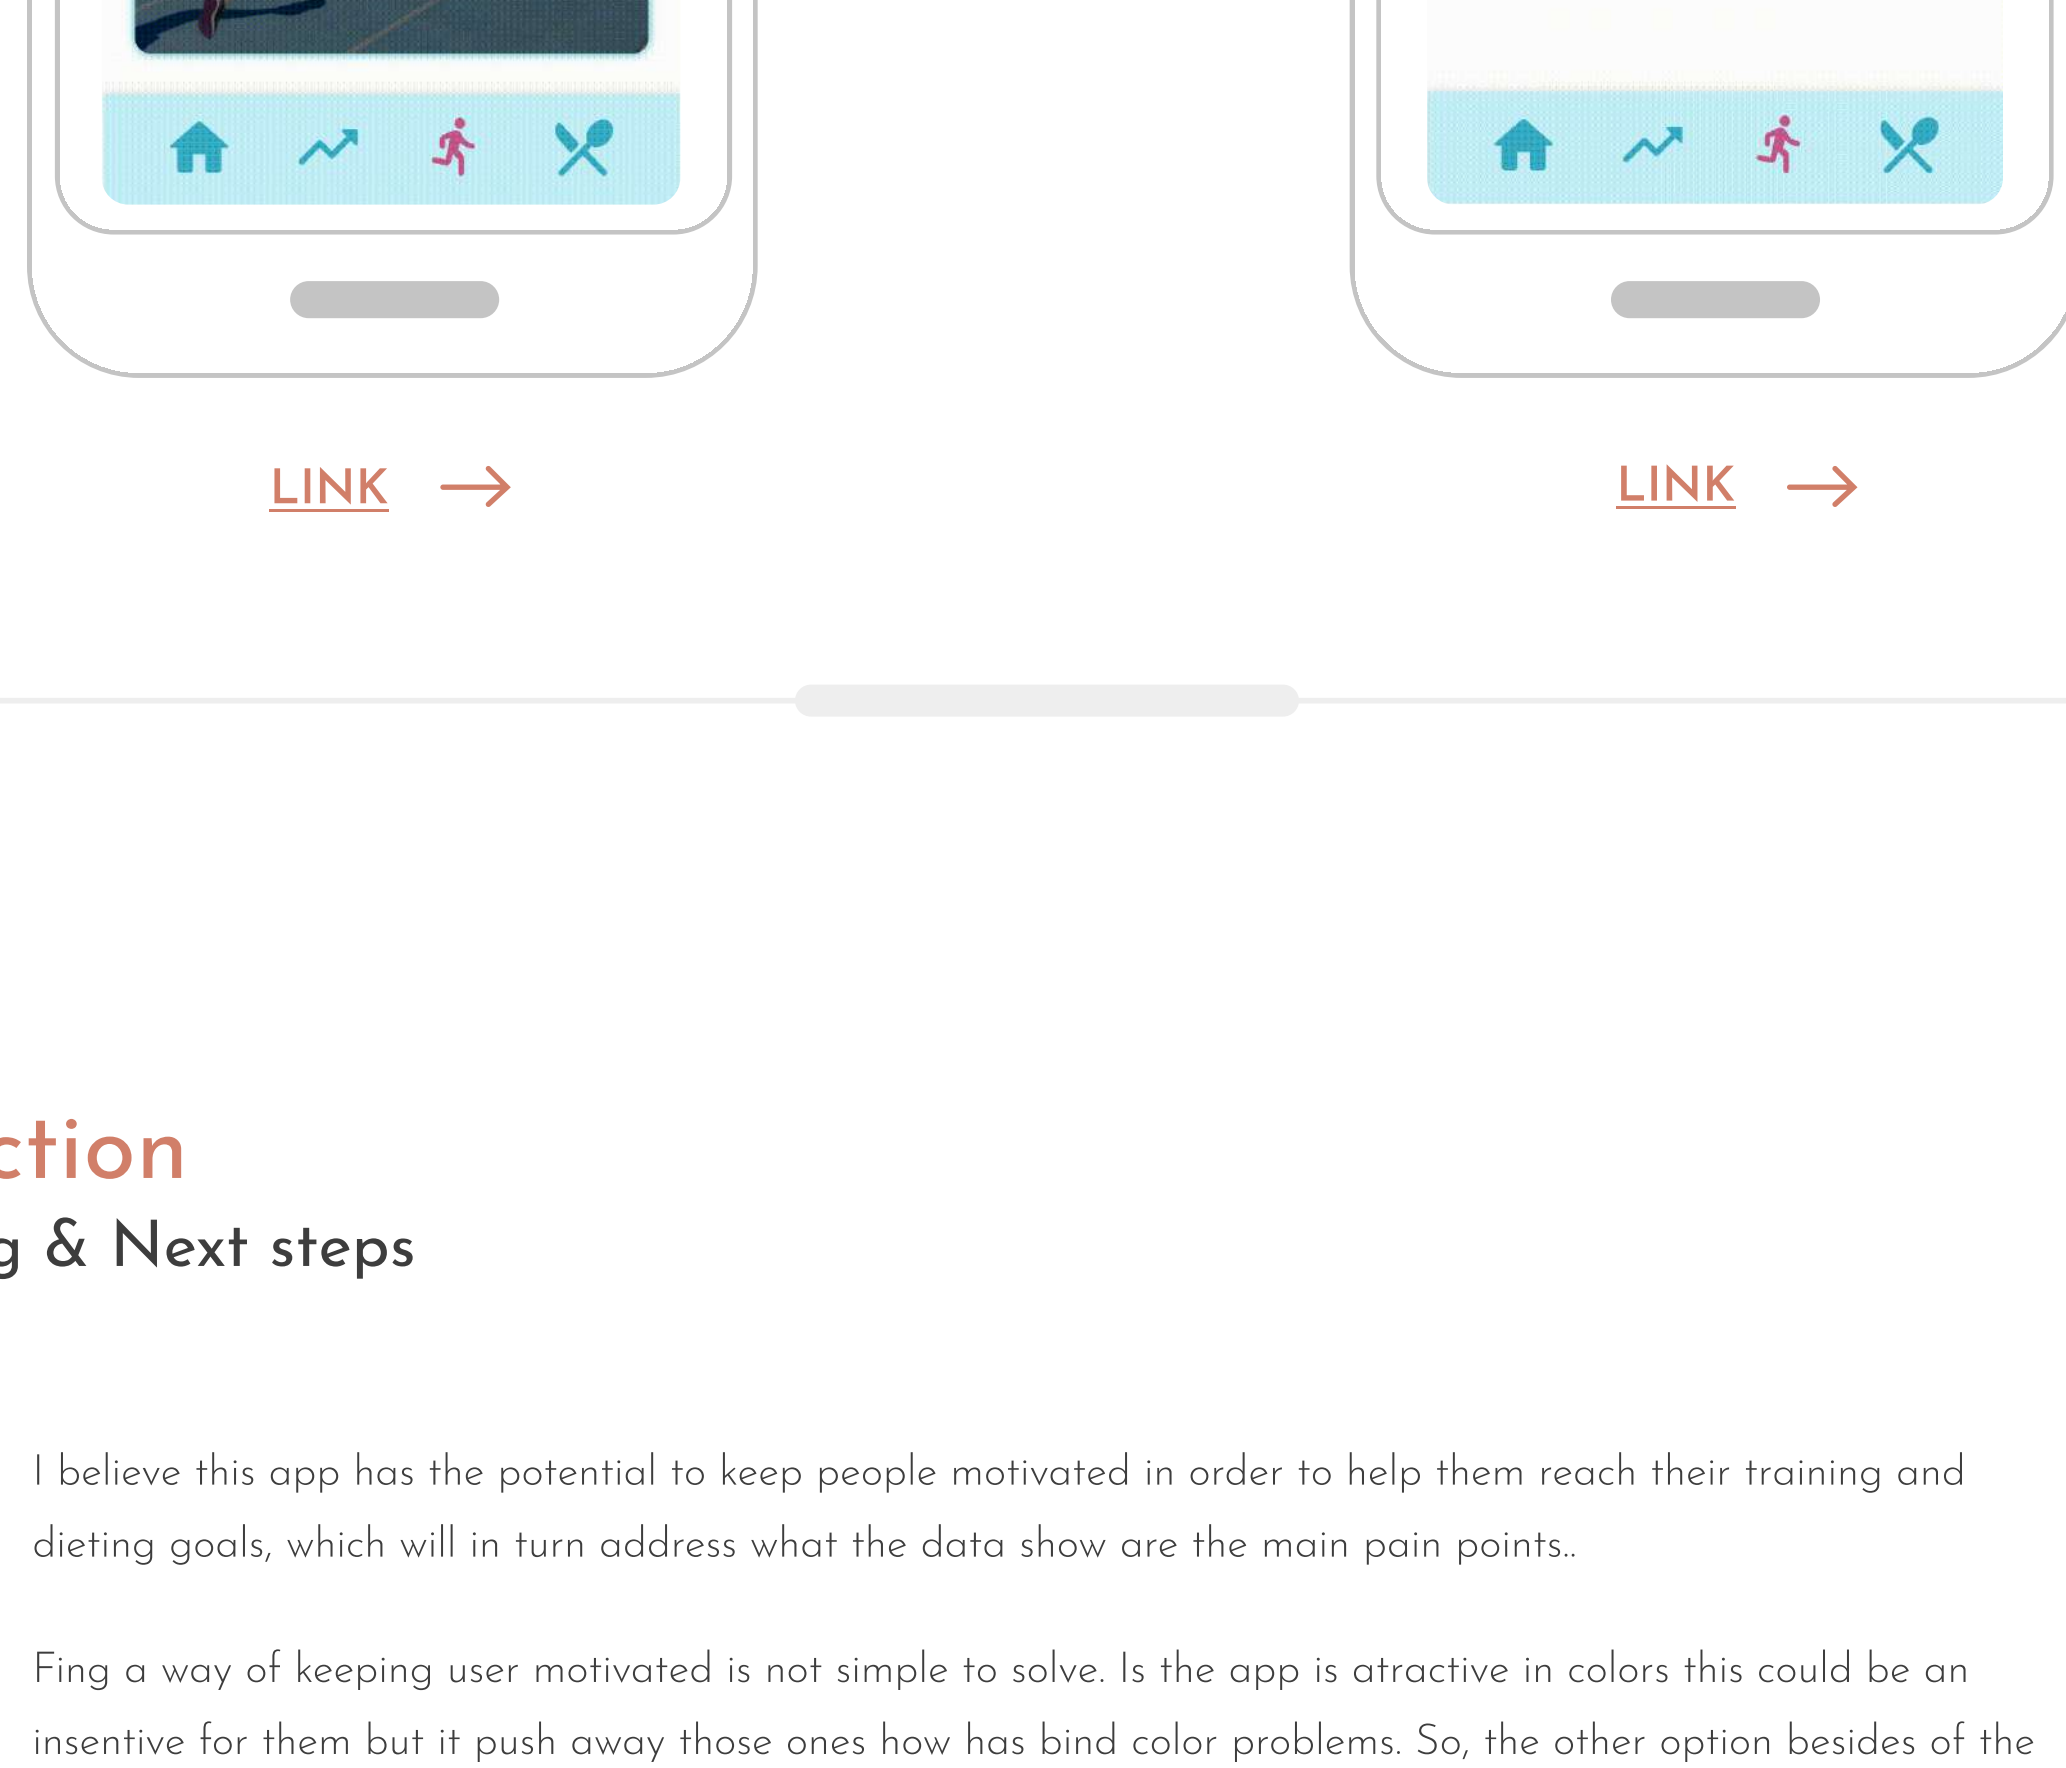 LINK LINK
ction
g & Next steps
I believe this app has the potential to keep people motivated in order to help them reach their training and
dieting goals, which will in turn address what the data show are the main pain points..
Fing a way of keeping user motivated is not simple to solve. Is the app is atractive in colors this could be an
insentive for them but it push away those ones how has bind color problems. So, the other option besides of the